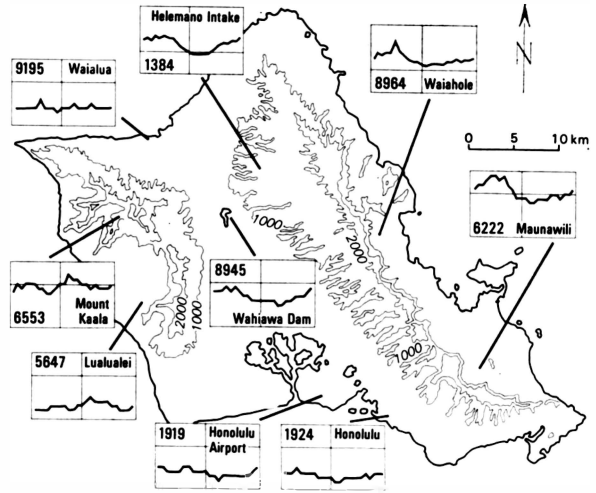 Helemano Intake
1384
9195 Waialua
8964 Waiahole
N
0 5 10 km
6222 Maunawili
1000
2000
8945
Wahiawa Dam
Mount
Kaala
6553
2000
1000
5647 Lualualei
1000
1919 Honolulu
Airport
1924 Honolulu